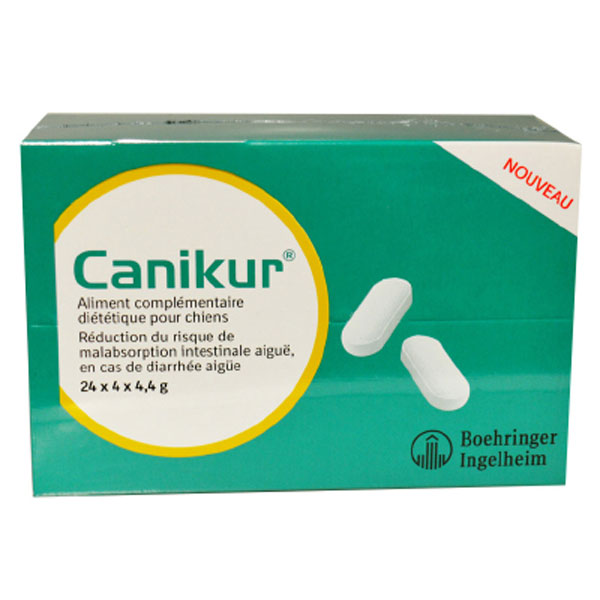 NOUVEAU
Canikur®
Aliment complémentaire
diététique pour chiens
Réduction du risque de
malabsorption intestinale aiguë,
en cas de diarrhée aigüe
24 x 4 x 4,4 g
Boehringer
Ingelheim